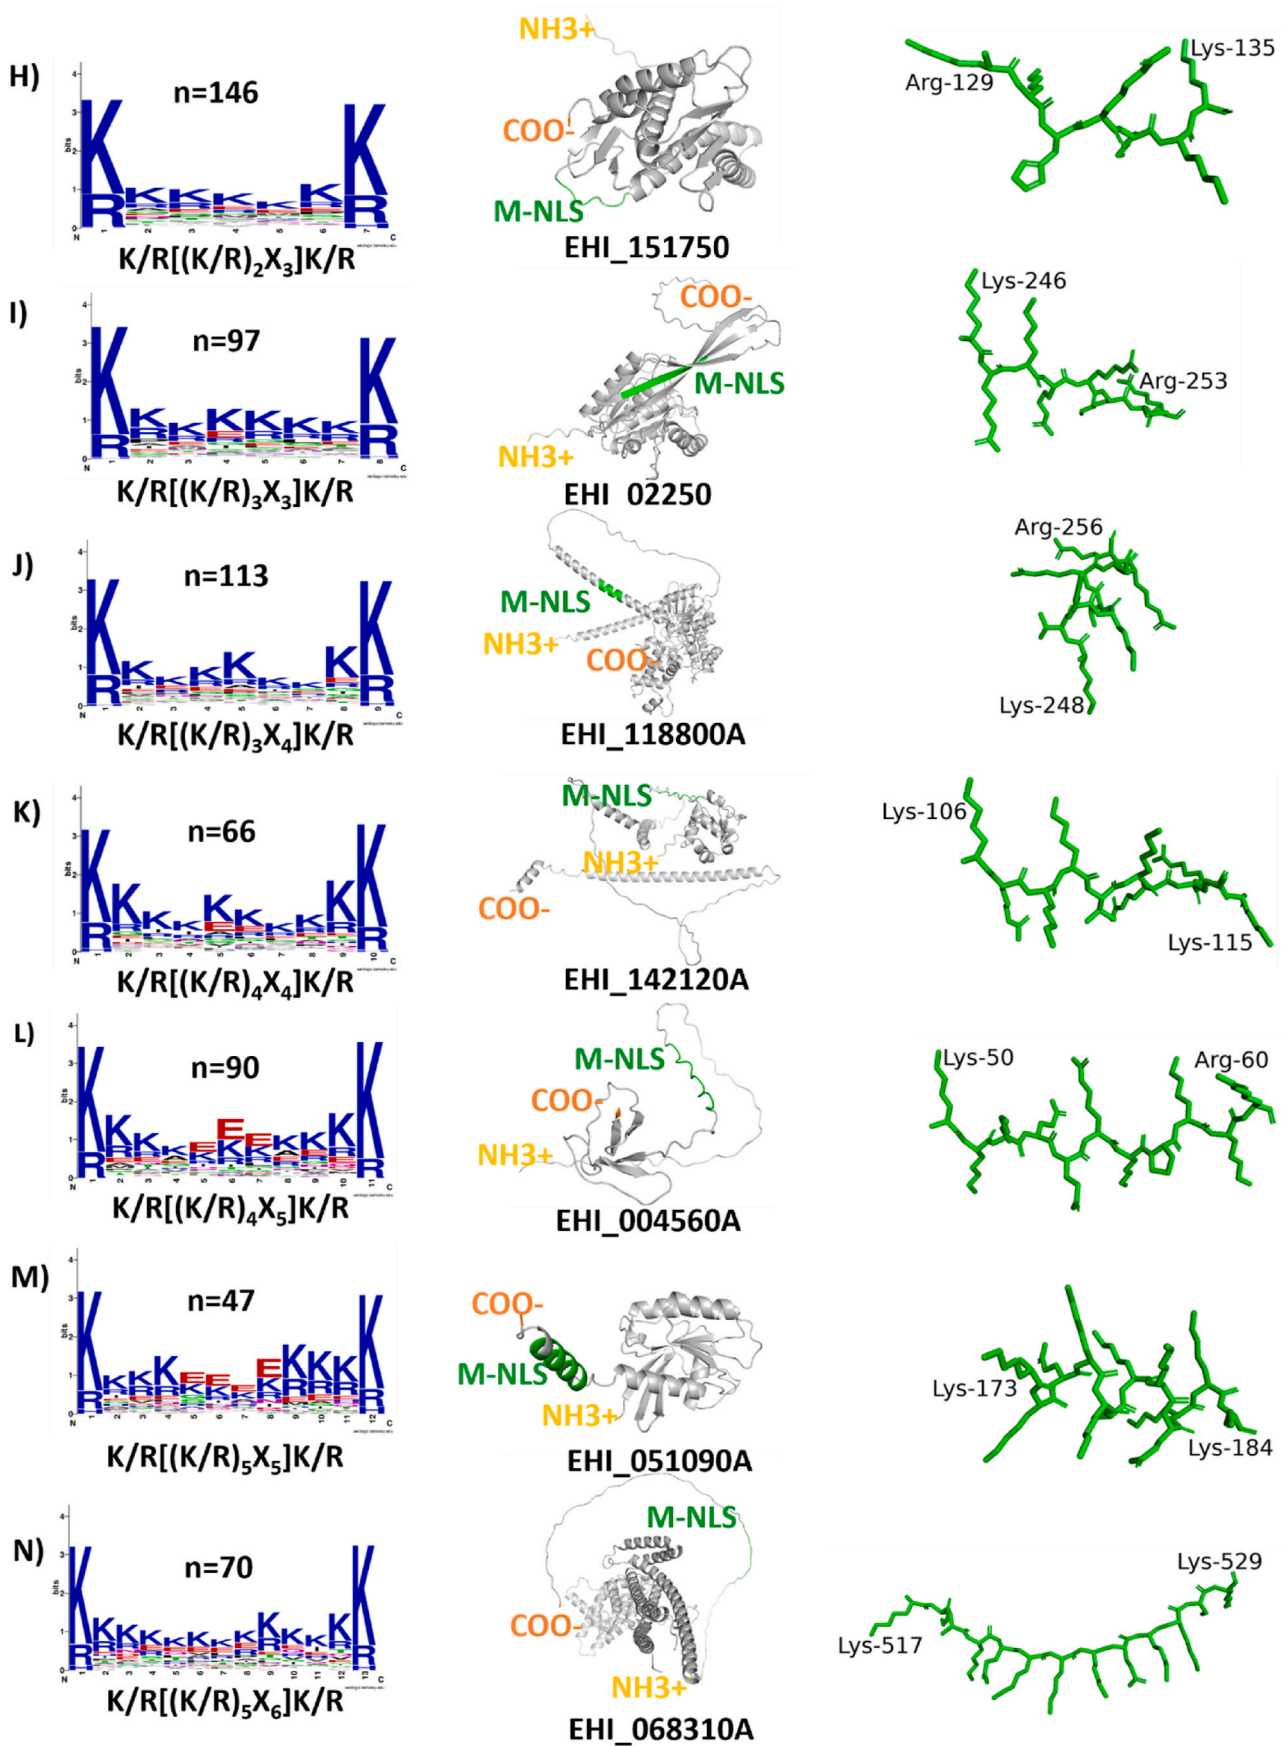 H)
n=146
K/R[(K/R)2X3]K/R
NH3+
COO-
M-NLS
EHI_151750
Arg-129
Lys-135
I)
n=97
K/R[(K/R)3X3]K/R
COO-
M-NLS
NH3+
EHI_02250
Lys-246
Arg-253
J)
n=113
K/R[(K/R)3X4]K/R
M-NLS
NH3+
COO-
EHI_118800A
Arg-256
Lys-248
K)
n=66
K/R[(K/R)4X4]K/R
M-NLS
NH3+
COO-
EHI_142120A
Lys-106
Lys-115
L)
n=90
K/R[(K/R)4X5]K/R
M-NLS
COO-
NH3+
EHI_004560A
Lys-50
Arg-60
M)
n=47
K/R[(K/R)5X5]K/R
COO-
M-NLS
NH3+
EHI_051090A
Lys-173
Lys-184
N)
n=70
K/R[(K/R)5X6]K/R
M-NLS
COO-
NH3+
EHI_068310A
Lys-529
Lys-517